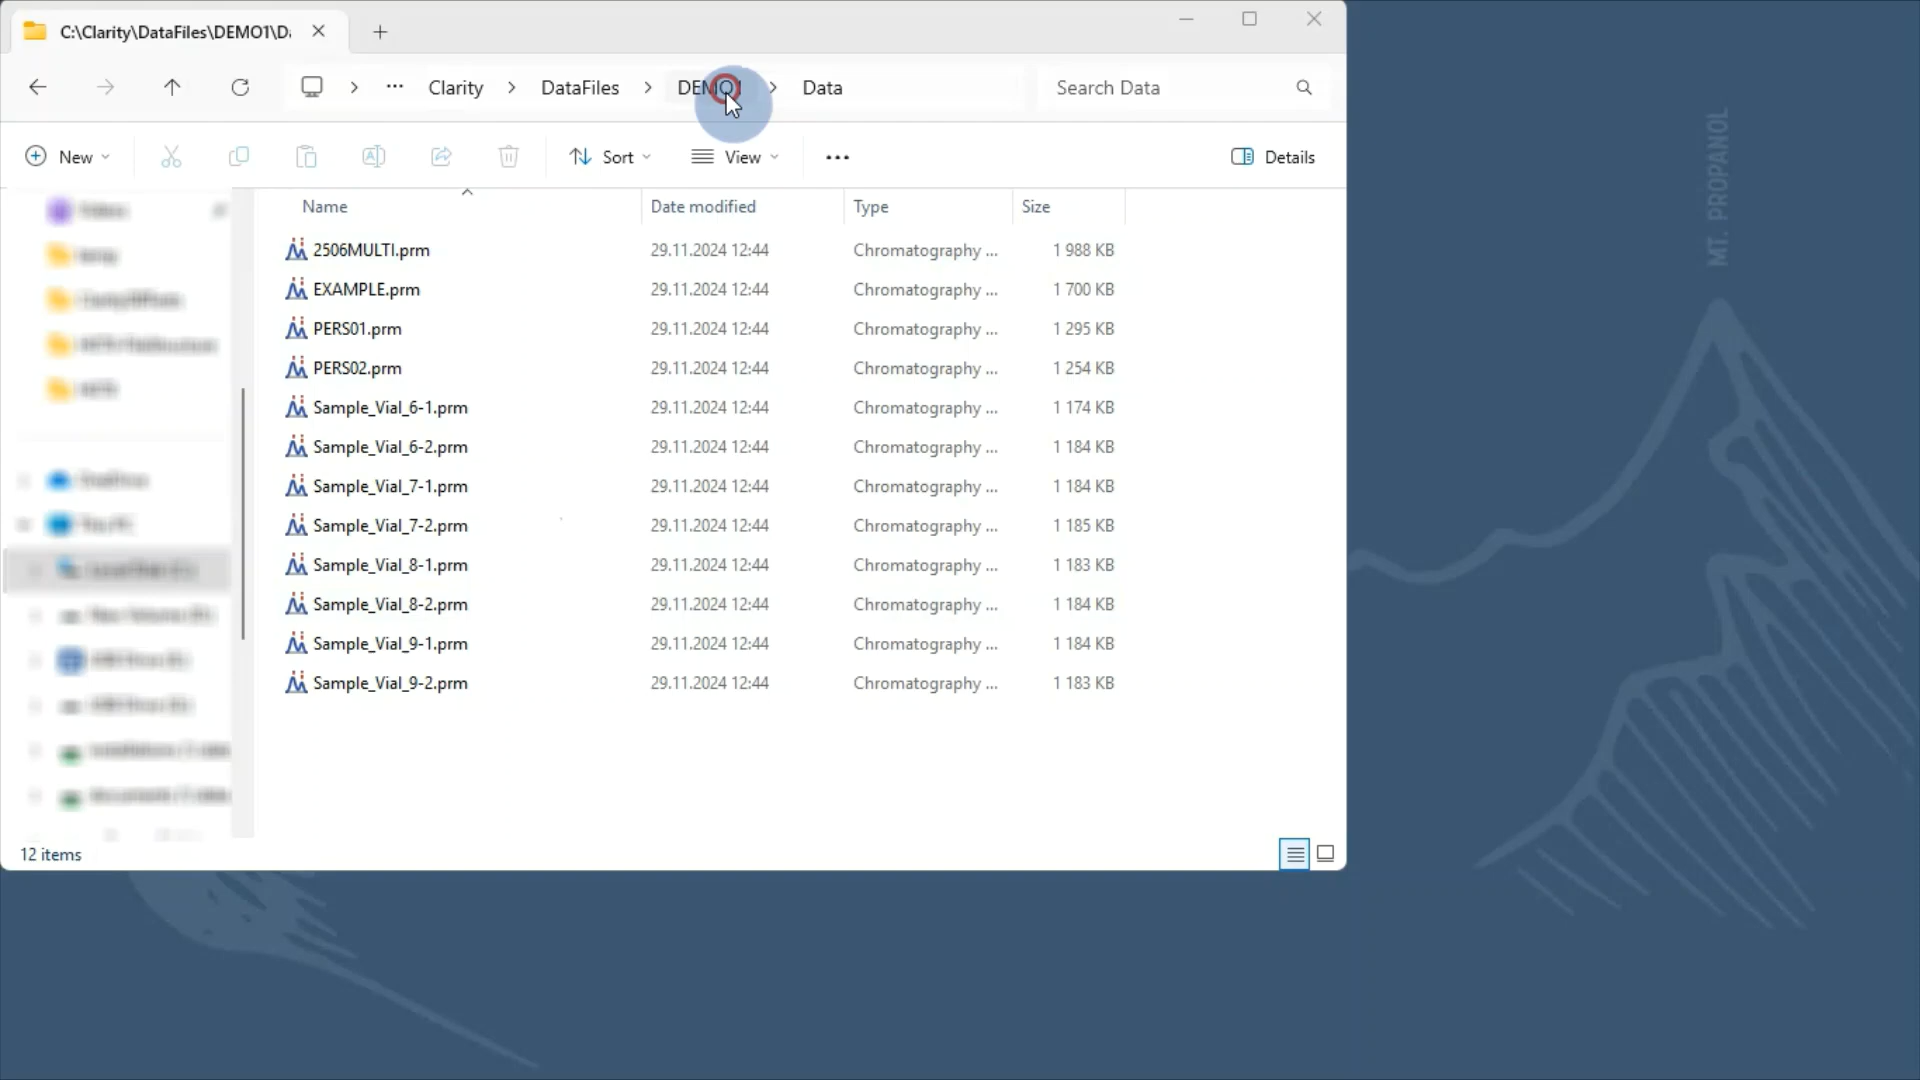 C:\Clarity\DataFiles\DEMO1\Da
Clarity DataFiles DEMO1 Data Search Data
New Sort View Details
Name Date modified Type Size
2506MULTI.prm 29.11.2024 12:44 Chromatography ... 1 988 KB
EXAMPLE.prm 29.11.2024 12:44 Chromatography ... 1 700 KB
PERS01.prm 29.11.2024 12:44 Chromatography ... 1 295 KB
PERS02.prm 29.11.2024 12:44 Chromatography ... 1 254 KB
Sample_Vial_6-1.prm 29.11.2024 12:44 Chromatography ... 1 174 KB
Sample_Vial_6-2.prm 29.11.2024 12:44 Chromatography ... 1 184 KB
Sample_Vial_7-1.prm 29.11.2024 12:44 Chromatography ... 1 184 KB
Sample_Vial_7-2.prm 29.11.2024 12:44 Chromatography ... 1 185 KB
Sample_Vial_8-1.prm 29.11.2024 12:44 Chromatography ... 1 183 KB
Sample_Vial_8-2.prm 29.11.2024 12:44 Chromatography ... 1 184 KB
Sample_Vial_9-1.prm 29.11.2024 12:44 Chromatography ... 1 184 KB
Sample_Vial_9-2.prm 29.11.2024 12:44 Chromatography ... 1 183 KB
12 items
MT. PROPANOL